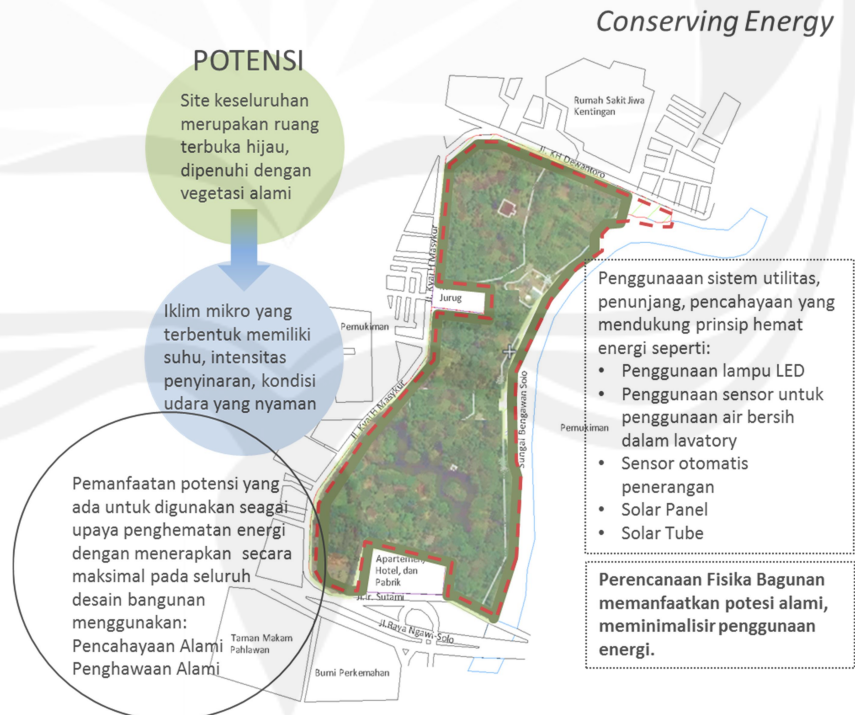 Conserving Energy
POTENSI
Site keseluruhan
merupakan ruang
terbuka hijau,
dipenuhi dengan
vegetasi alami
Iklim mikro yang
terbentuk memiliki
suhu, intensitas
penyinaran, kondisi
udara yang nyaman
Pemanfaatan potensi yang
ada untuk digunakan seagai
upaya penghematan energi
dengan menerapkan secara
maksimal pada seluruh
desain bangunan
menggunakan:
Pencahayaan Alami
Penghawaan Alami
Rumah Sakit Jiwa
Kentingan
Jl. KH Dewantoro
Jl. Kyai H Masykur
Jurug
Pemukiman
Jl. Kyai H Masykur
Sungai Bengawan Solo
Pemukiman
Apartemen,
Hotel, dan
Pabrik
Jl.Ir. Sutami
Jl.Raya Ngawi-Solo
Taman Makam
Pahlawan
Bumi Perkemahan
Penggunaaan sistem utilitas,
penunjang, pencahayaan yang
mendukung prinsip hemat
energi seperti:
• Penggunaan lampu LED
• Penggunaan sensor untuk
penggunaan air bersih
dalam lavatory
• Sensor otomatis
penerangan
• Solar Panel
• Solar Tube
Perencanaan Fisika Bagunan
memanfaatkan potesi alami,
meminimalisir penggunaan
energi.